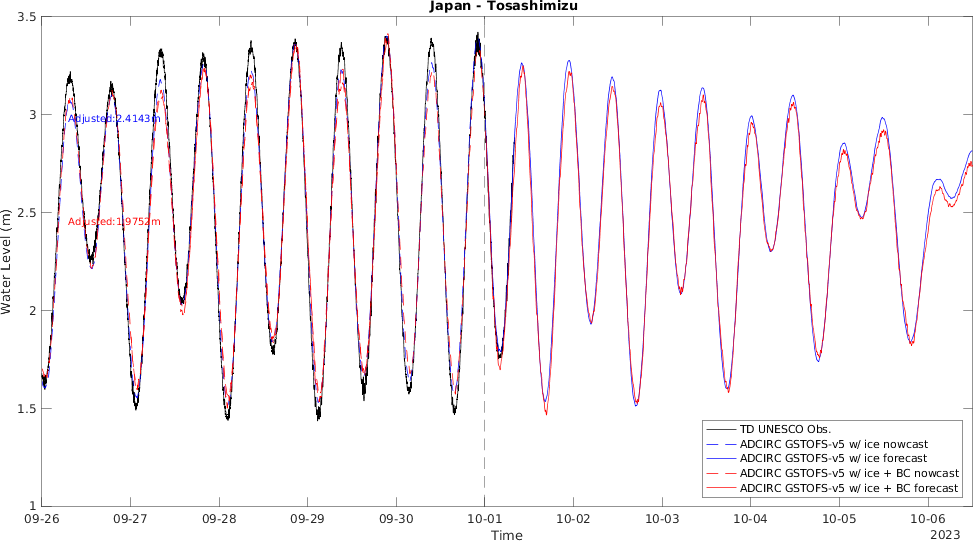 Japan - Tosashimizu
3.5
3
2.5
2
1.5
1
Water Level (m)
Adjusted:2.4143m
Adjusted:1.9752m
TD UNESCO Obs.
ADCIRC GSTOFS-v5 w/ ice nowcast
ADCIRC GSTOFS-v5 w/ ice forecast
ADCIRC GSTOFS-v5 w/ ice + BC nowcast
ADCIRC GSTOFS-v5 w/ ice + BC forecast
09-26 09-27 09-28 09-29 09-30 10-01 10-02 10-03 10-04 10-05 10-06
Time
2023